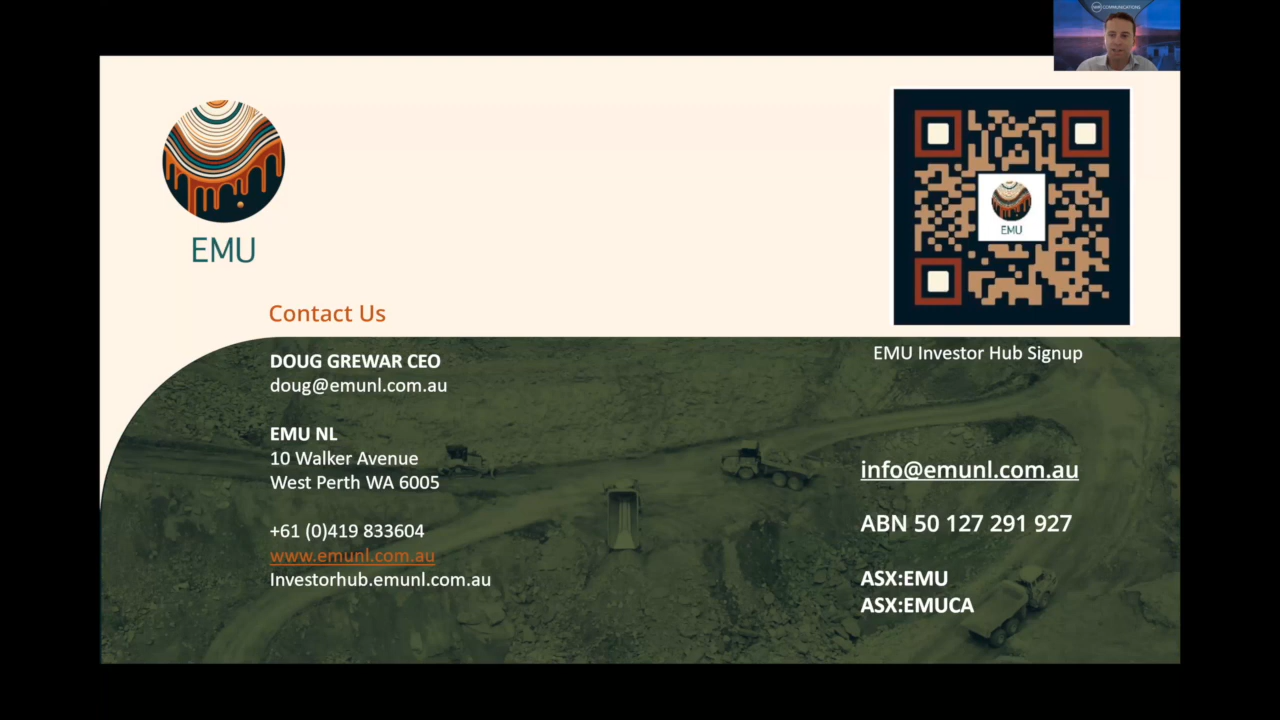 COMMUNICATIONS
EMU
EMU
Contact Us
DOUG GREWAR CEO
doug@emunl.com.au
EMU NL
10 Walker Avenue
West Perth WA 6005
+61 (0)419 833604
www.emunl.com.au
Investorhub.emunl.com.au
EMU Investor Hub Signup
info@emunl.com.au
ABN 50 127 291 927
ASX:EMU
ASX:EMUCA